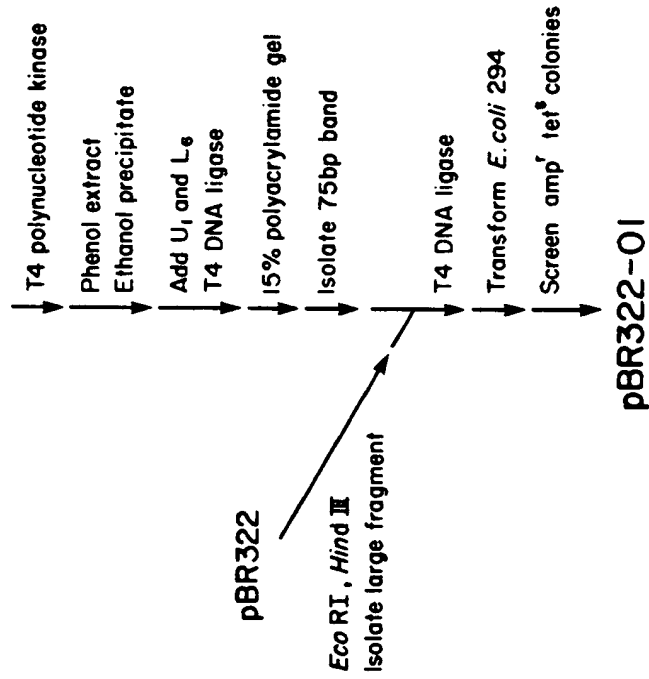 T4 polynucleotide kinase
Phenol extract
Ethanol precipitate
Add U₁ and L₆
T4 DNA ligase
15% polyacrylamide gel
Isolate 75bp band
pBR322
Eco RI, Hind III
Isolate large fragment
T4 DNA ligase
Transform E. coli 294
Screen ampʳ tetˢ colonies
pBR322-01